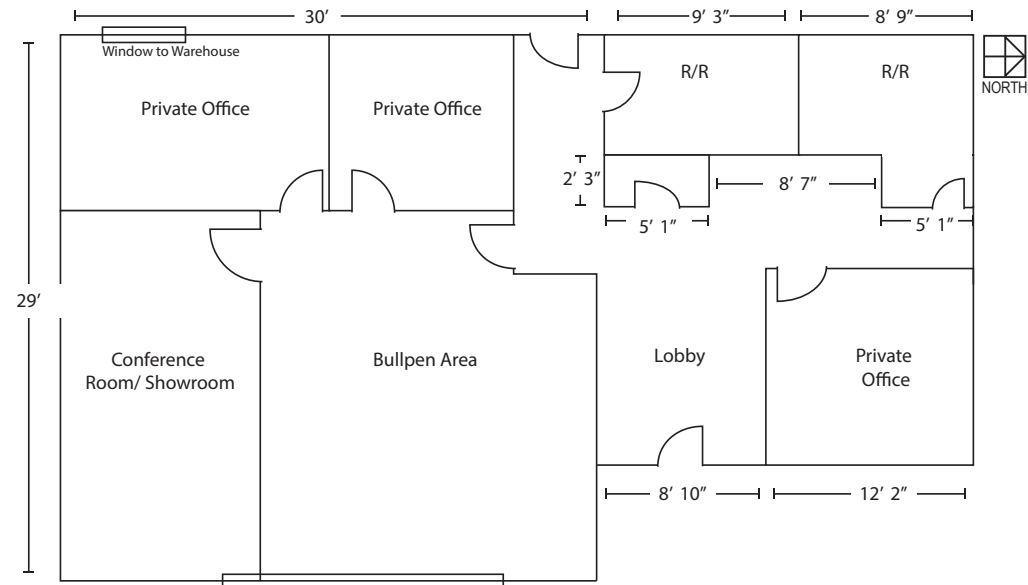 30’
9’ 3”
8’ 9”
Window to Warehouse
R/R
R/R
NORTH
Private Office
Private Office
2’ 3”
8’ 7”
5’ 1”
5’ 1”
29’
Conference
Room/ Showroom
Bullpen Area
Lobby
Private
Office
8’ 10”
12’ 2”